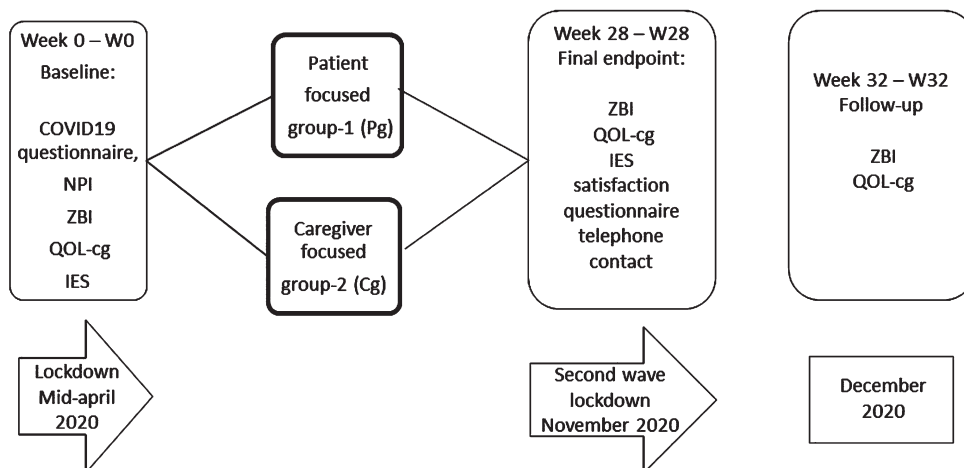 Week 0 – W0
Baseline:
COVID19
questionnaire,
NPI
ZBI
QOL-cg
IES
Patient
focused
group-1 (Pg)
Caregiver
focused
group-2 (Cg)
Week 28 – W28
Final endpoint:
ZBI
QOL-cg
IES
satisfaction
questionnaire
telephone
contact
Week 32 – W32
Follow-up
ZBI
QOL-cg
Lockdown
Mid-april
2020
Second wave
lockdown
November 2020
December
2020